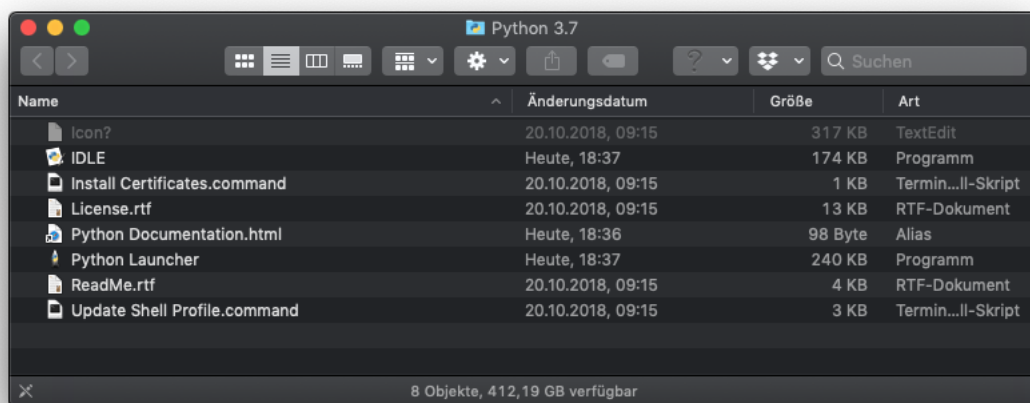 Python 3.7
Suchen
Name Änderungsdatum Größe Art
Icon? 20.10.2018, 09:15 317 KB TextEdit
IDLE Heute, 18:37 174 KB Programm
Install Certificates.command 20.10.2018, 09:15 1 KB Termin...ll-Skript
License.rtf 20.10.2018, 09:15 13 KB RTF-Dokument
Python Documentation.html Heute, 18:36 98 Byte Alias
Python Launcher Heute, 18:37 240 KB Programm
ReadMe.rtf 20.10.2018, 09:15 4 KB RTF-Dokument
Update Shell Profile.command 20.10.2018, 09:15 3 KB Termin...ll-Skript
8 Objekte, 412,19 GB verfügbar